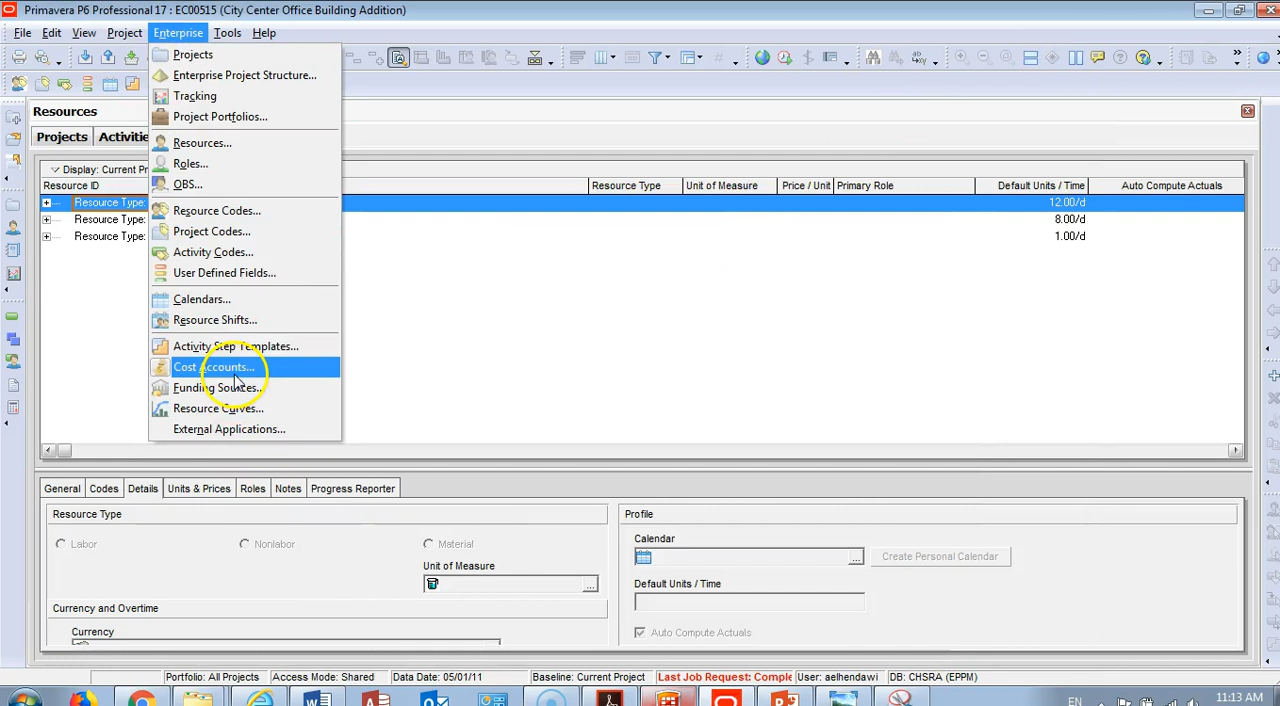 Primavera P6 Professional 17 : EC00515 (City Center Office Building Addition)
File Edit View Project Enterprise Tools Help
Projects
Enterprise Project Structure...
Tracking
Project Portfolios...
Resources...
Roles...
OBS...
Resource Codes...
Project Codes...
Activity Codes...
User Defined Fields...
Calendars...
Resource Shifts...
Activity Step Templates...
Cost Accounts...
Funding Sources...
Resource Curves...
External Applications...
Resources
Projects Activities
Display: Current Pr
Resource ID Resource Type Unit of Measure Price / Unit Primary Role Default Units / Time Auto Compute Actuals
Resource Type: 12.00/d
Resource Type: 8.00/d
Resource Type: 1.00/d
General Codes Details Units & Prices Roles Notes Progress Reporter
Resource Type
Labor Nonlabor Material
Unit of Measure
...
Currency and Overtime
Currency
Profile
Calendar
... Create Personal Calendar
Default Units / Time
Auto Compute Actuals
Portfolio: All Projects Access Mode: Shared Data Date: 05/01/11 Baseline: Current Project Last Job Request: Comple User: aelhendawi DB: CHSRA (EPPM)
EN 11:13 AM